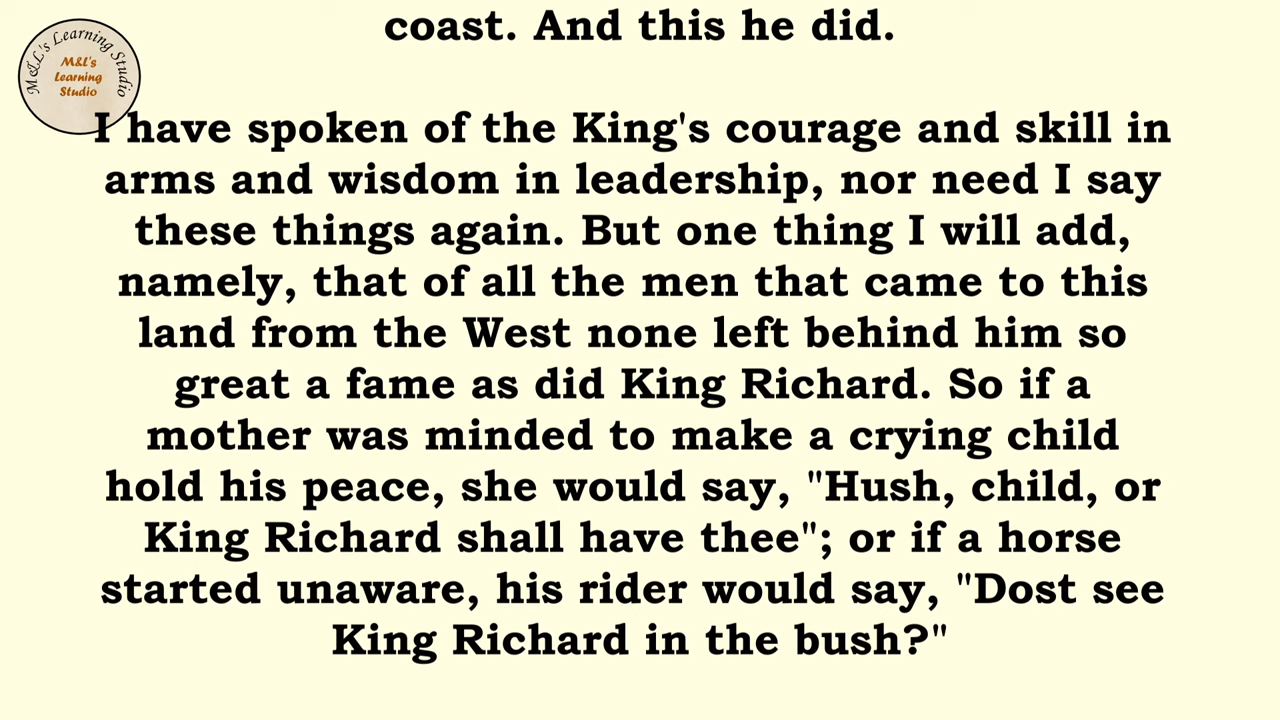 coast. And this he did.
M&L's Learning Studio
M&L's
Learning
Studio
I have spoken of the King's courage and skill in
arms and wisdom in leadership, nor need I say
these things again. But one thing I will add,
namely, that of all the men that came to this
land from the West none left behind him so
great a fame as did King Richard. So if a
mother was minded to make a crying child
hold his peace, she would say, "Hush, child, or
King Richard shall have thee"; or if a horse
started unaware, his rider would say, "Dost see
King Richard in the bush?"